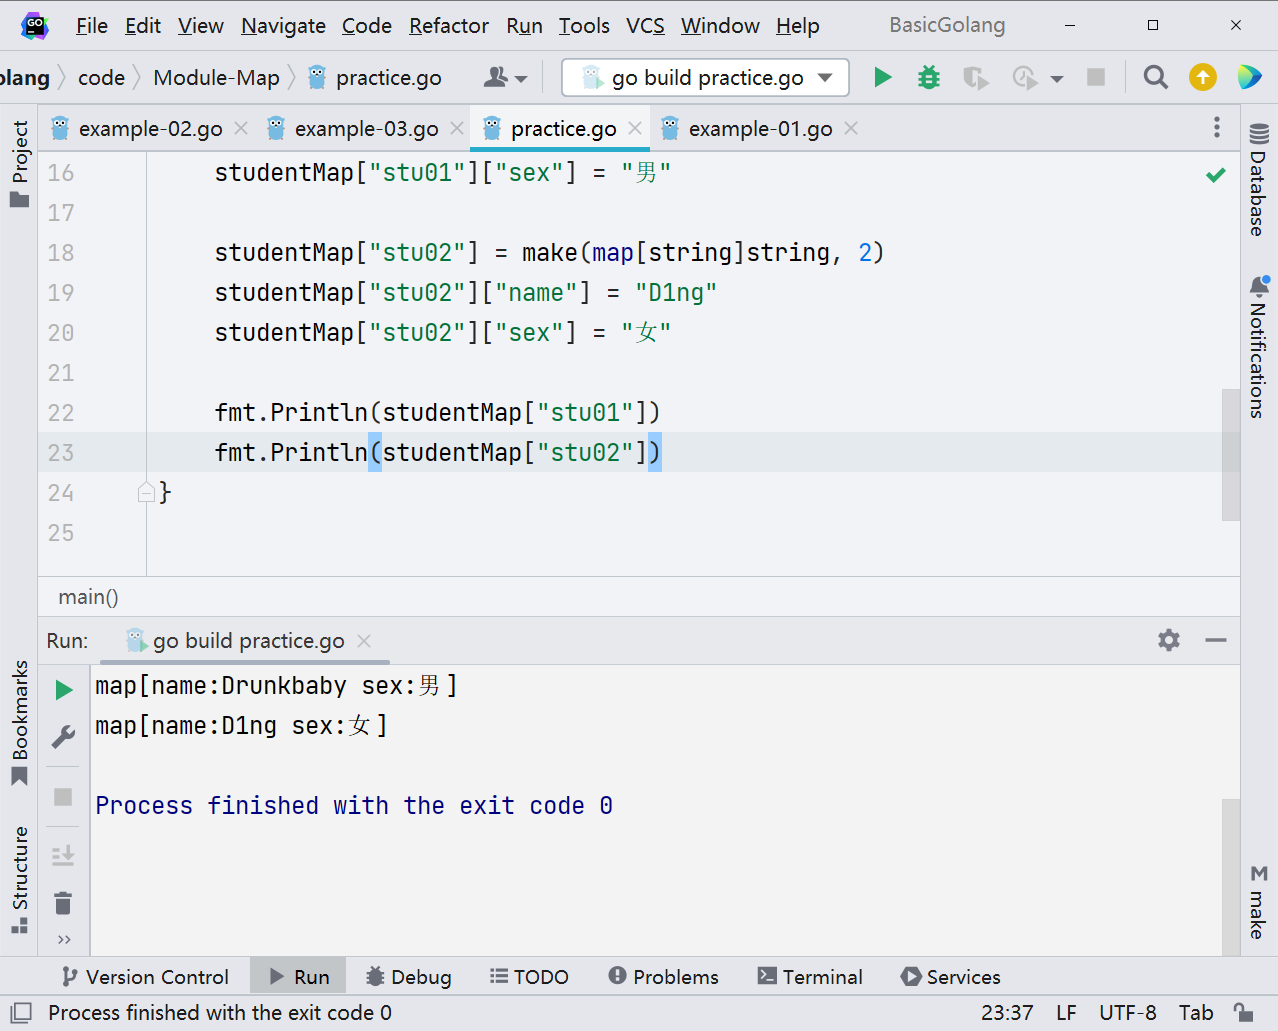 GO
File Edit View Navigate Code Refactor Run Tools VCS Window Help BasicGolang
olang code Module-Map practice.go go build practice.go
example-02.go example-03.go practice.go example-01.go
Project
Bookmarks
Structure
16 studentMap["stu01"]["sex"] = "男"
17
18 studentMap["stu02"] = make(map[string]string, 2)
19 studentMap["stu02"]["name"] = "D1ng"
20 studentMap["stu02"]["sex"] = "女"
21
22 fmt.Println(studentMap["stu01"])
23 fmt.Println(studentMap["stu02"])
24 }
25
main()
Database
Notifications
M make
Run: go build practice.go
map[name:Drunkbaby sex:男]
map[name:D1ng sex:女]
Process finished with the exit code 0
Version Control Run Debug TODO Problems Terminal Services
Process finished with the exit code 0 23:37 LF UTF-8 Tab